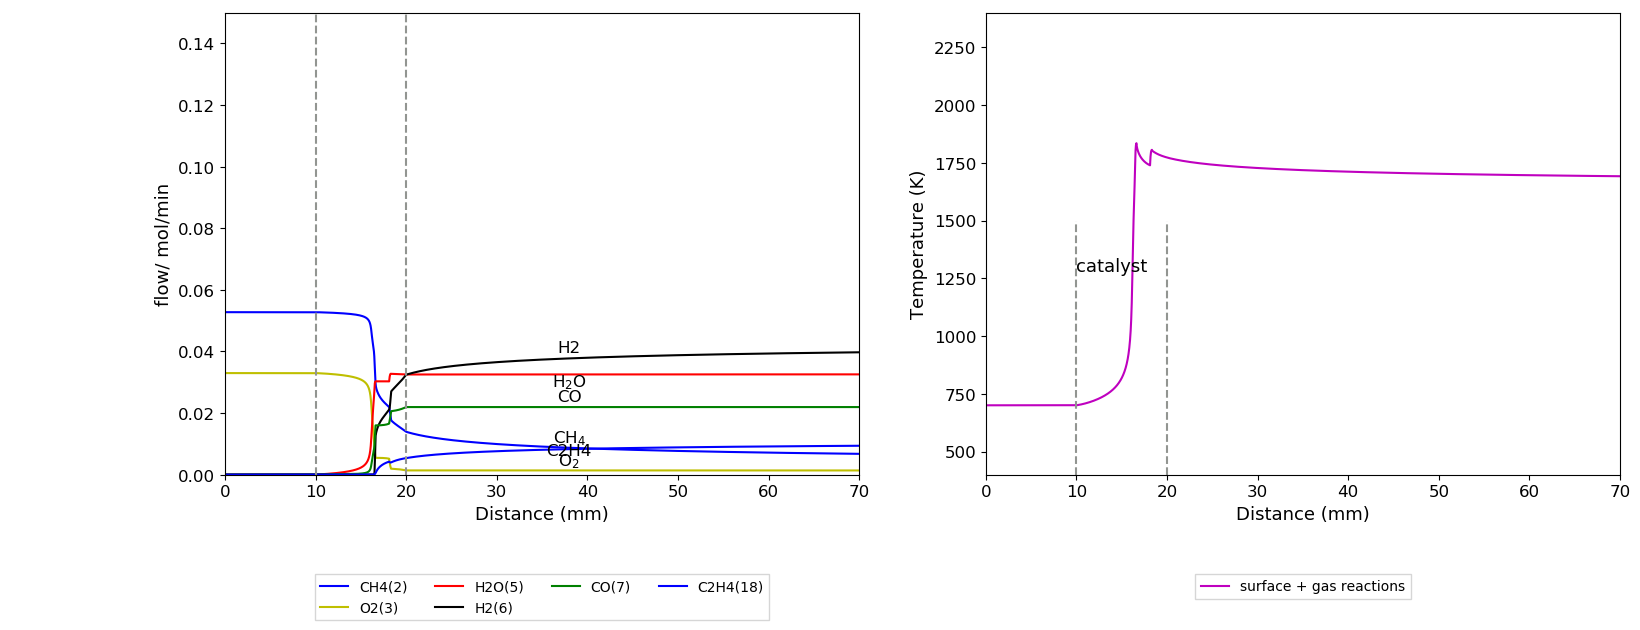 0.14
0.12
0.10
0.08
0.06
0.04
0.02
0.00
flow/ mol/min
H2
H₂O
CO
CH₄
C2H4
O₂
0 10 20 30 40 50 60 70
Distance (mm)
CH4(2) H2O(5) CO(7) C2H4(18)
O2(3) H2(6)
2250
2000
1750
1500
1250
1000
750
500
Temperature (K)
catalyst
0 10 20 30 40 50 60 70
Distance (mm)
surface + gas reactions